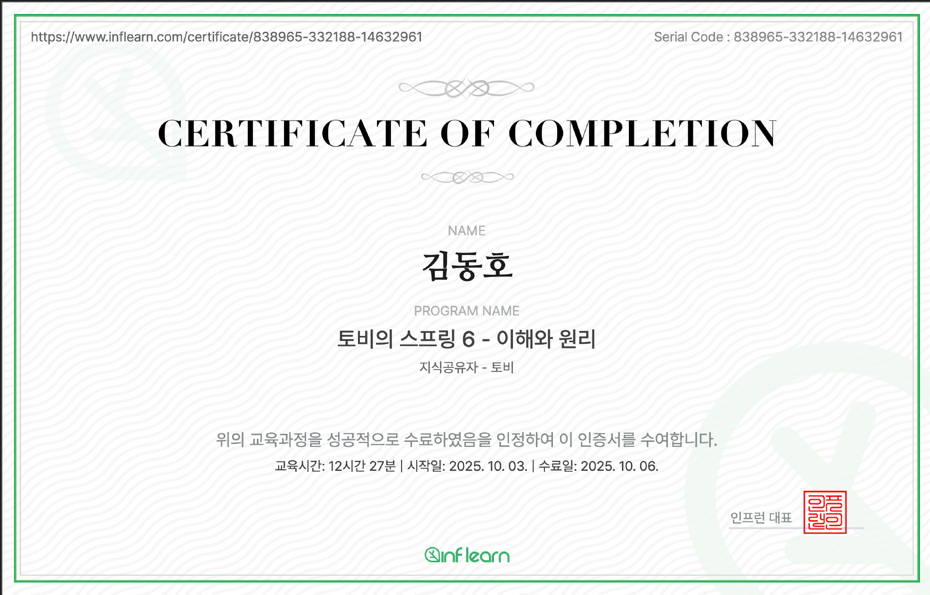 https://www.inflearn.com/certificate/838965-332188-14632961
Serial Code : 838965-332188-14632961
CERTIFICATE OF COMPLETION
NAME
김동호
PROGRAM NAME
토비의 스프링 6 - 이해와 원리
지식공유자 - 토비
위의 교육과정을 성공적으로 수료하였음을 인정하여 이 인증서를 수여합니다.
교육시간: 12시간 27분 | 시작일: 2025. 10. 03. | 수료일: 2025. 10. 06.
인프런 대표
인프런인
inflearn